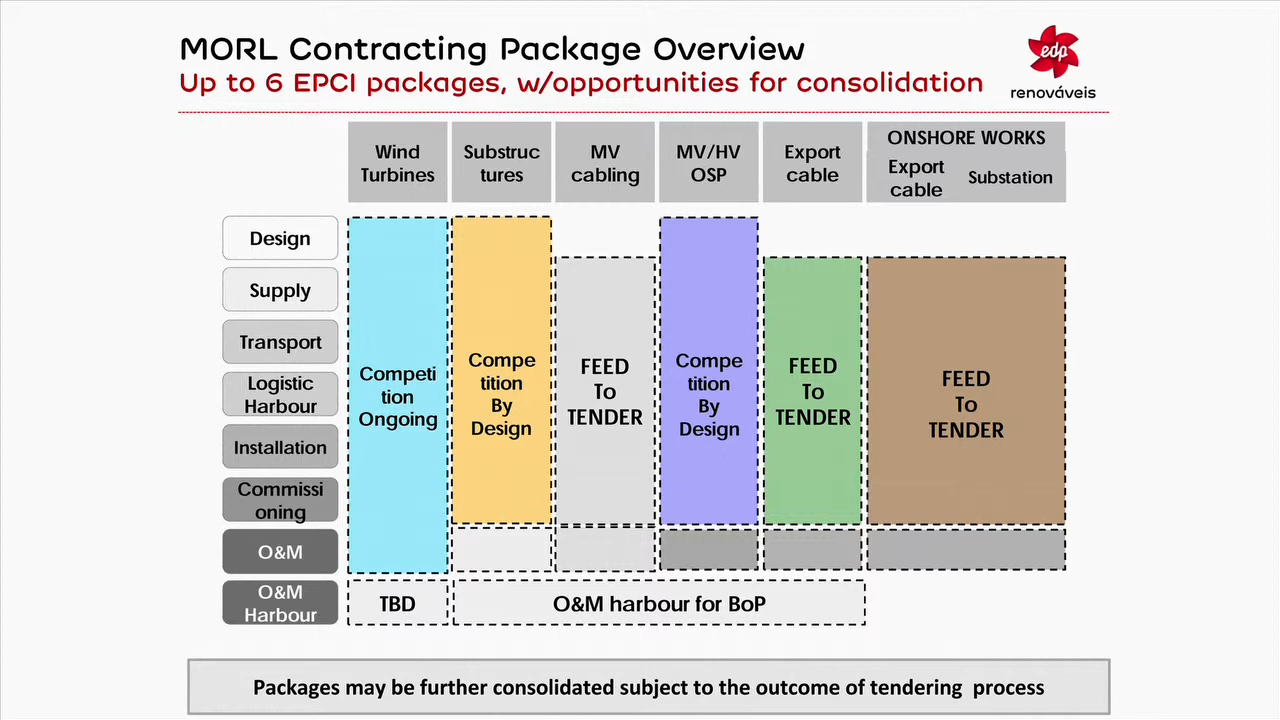 MORL Contracting Package Overview
Up to 6 EPCI packages, w/opportunities for consolidation
edp
renováveis
Wind
Turbines
Substruc
tures
MV
cabling
MV/HV
OSP
Export
cable
ONSHORE WORKS
Export
cable
Substation
Design
Supply
Transport
Logistic
Harbour
Installation
Commissi
oning
O&M
O&M
Harbour
Competi
tion
Ongoing
Compe
tition
By
Design
FEED
To
TENDER
Compe
tition
By
Design
FEED
To
TENDER
FEED
To
TENDER
TBD
O&M harbour for BoP
Packages may be further consolidated subject to the outcome of tendering process